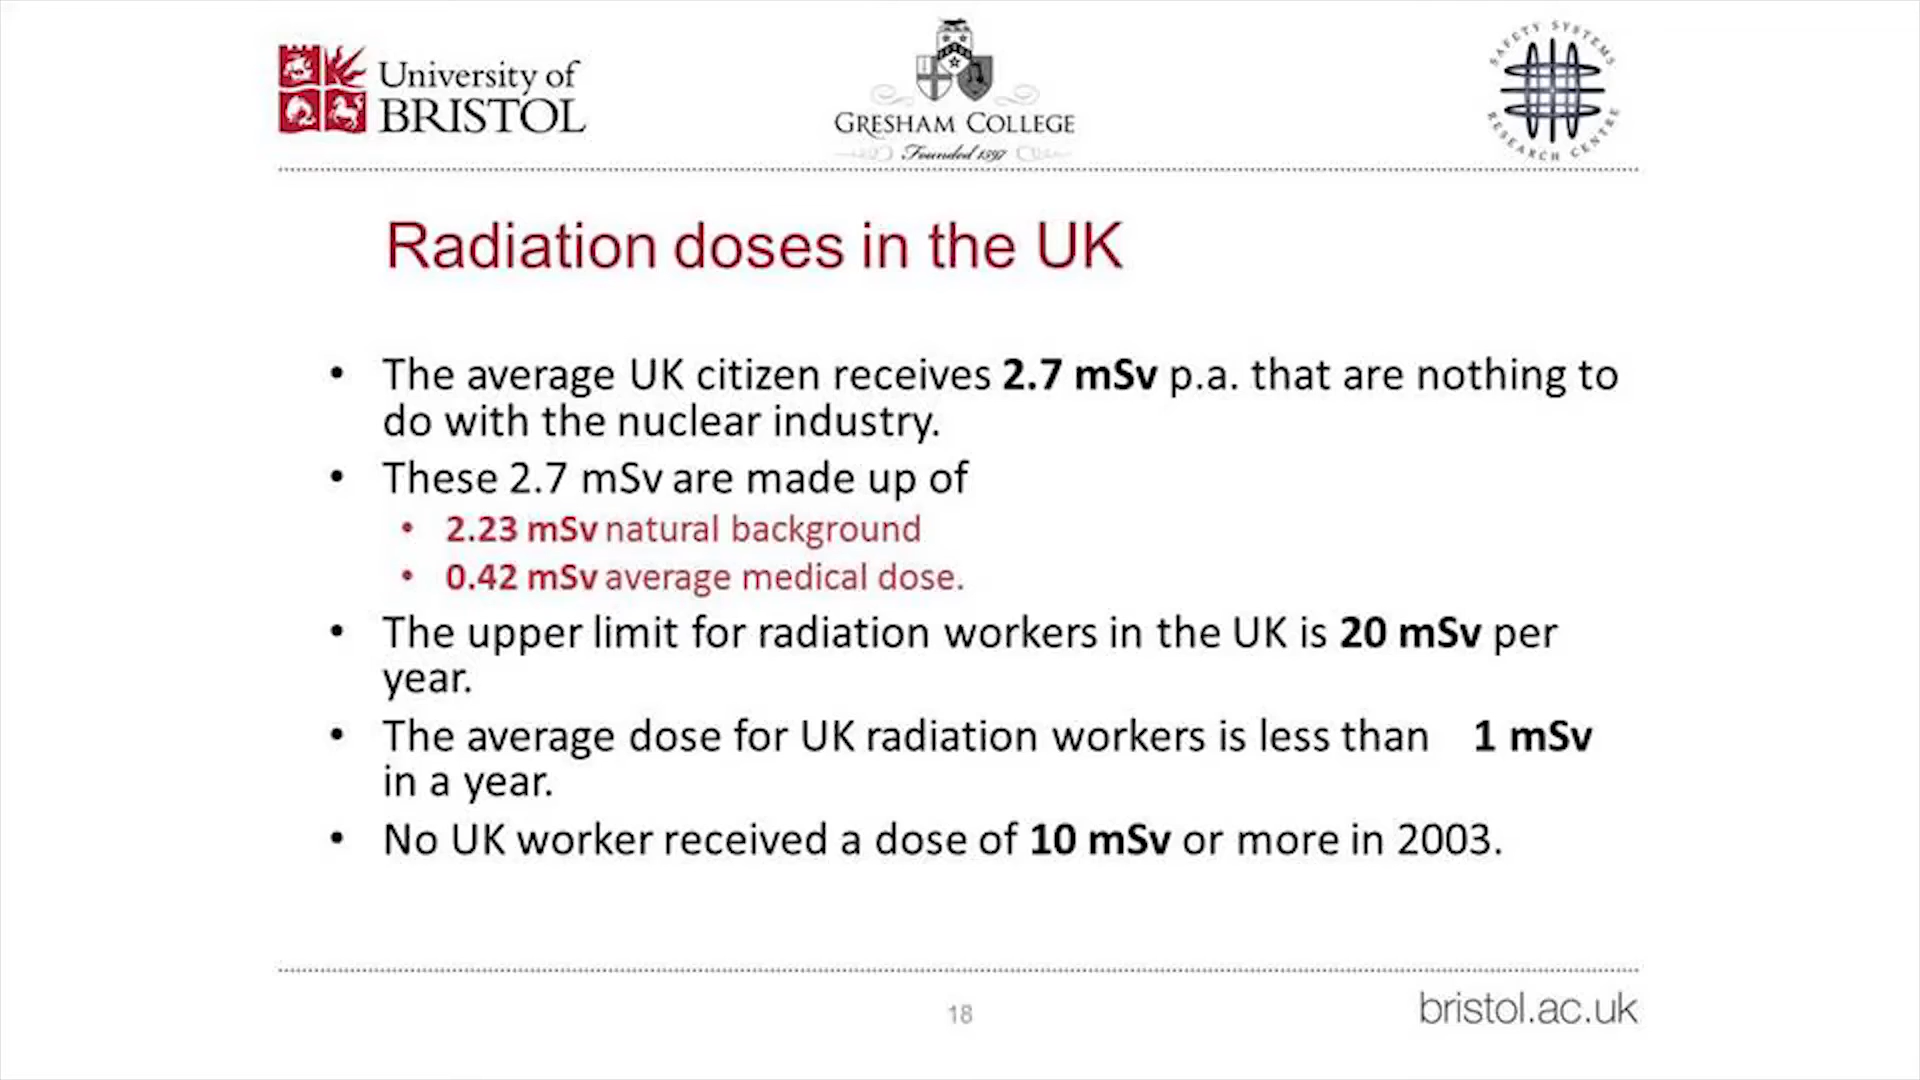 University of
BRISTOL
GRESHAM COLLEGE
Founded 1597
SAFETY SYSTEMS
RESEARCH CENTRE
Radiation doses in the UK
• The average UK citizen receives 2.7 mSv p.a. that are nothing to
do with the nuclear industry.
• These 2.7 mSv are made up of
• 2.23 mSv natural background
• 0.42 mSv average medical dose.
• The upper limit for radiation workers in the UK is 20 mSv per
year.
• The average dose for UK radiation workers is less than 1 mSv
in a year.
• No UK worker received a dose of 10 mSv or more in 2003.
18
bristol.ac.uk